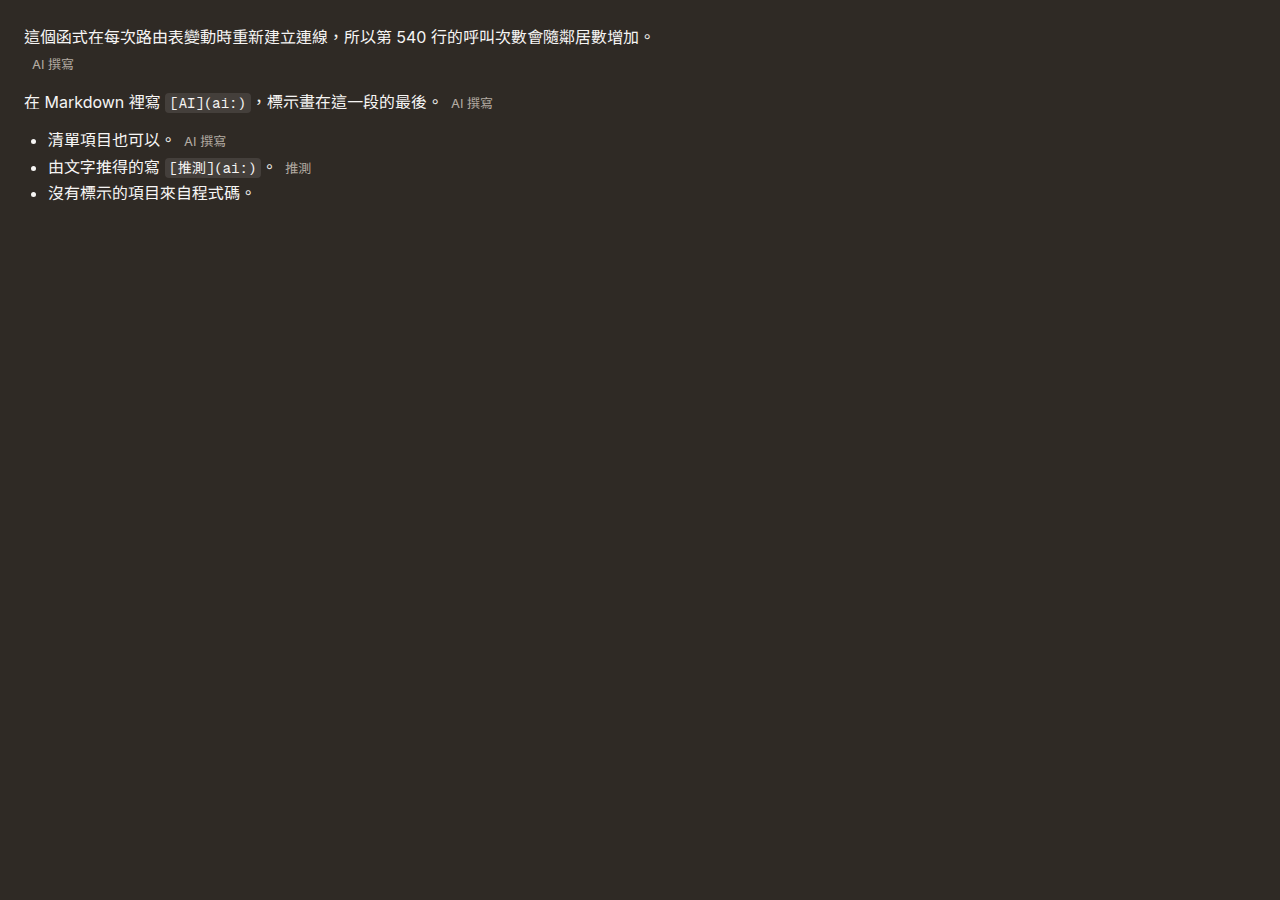 這個函式在每次路由表變動時重新建立連線，所以第 540 行的呼叫次數會隨鄰居數增加。
AI 撰寫
在 Markdown 裡寫 [AI](ai:)，標示畫在這一段的最後。 AI 撰寫
清單項目也可以。 AI 撰寫
由文字推得的寫 [推測](ai:)。 推測
沒有標示的項目來自程式碼。